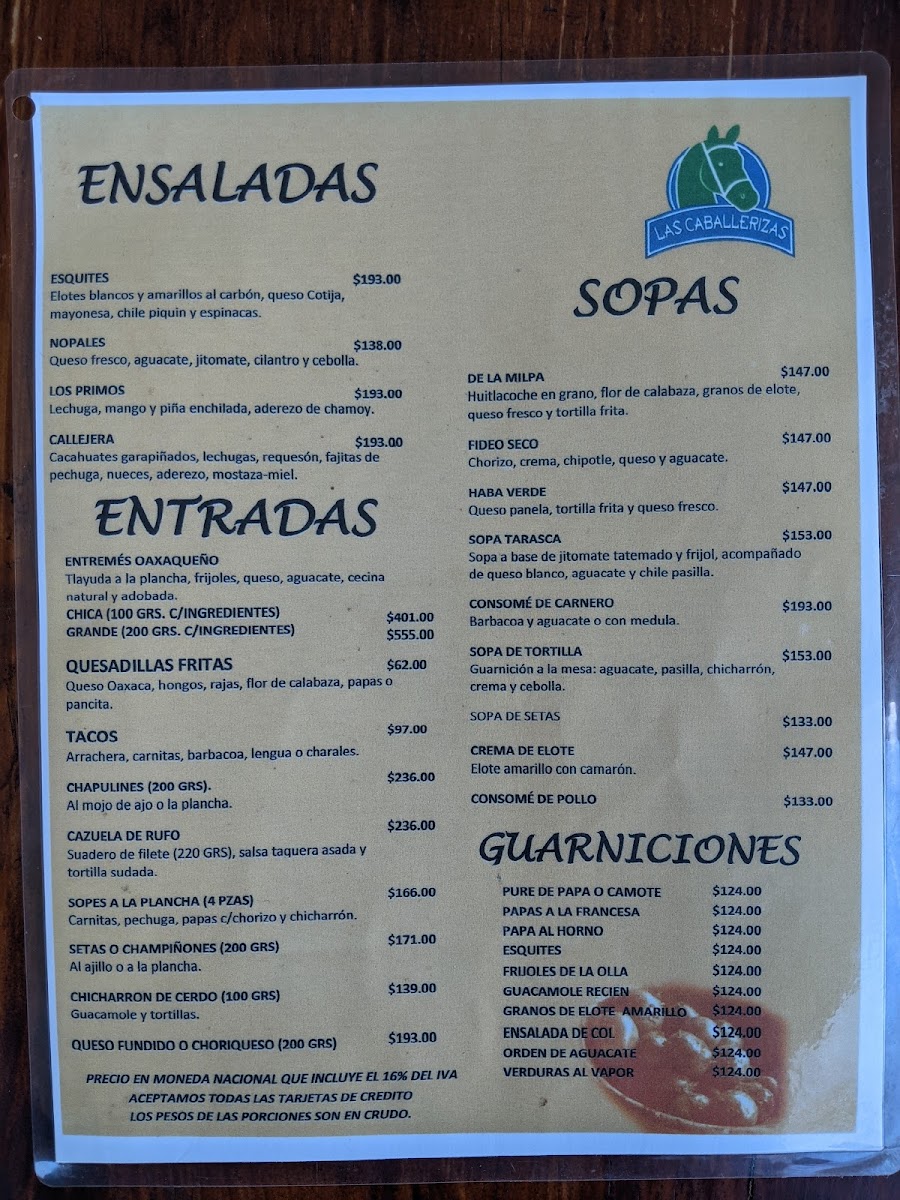 ENSALADAS
ESQUITES $193.00
Elotes blancos y amarillos al carbón, queso Cotija,
mayonesa, chile piquin y espinacas.
NOPALES $138.00
Queso fresco, aguacate, jitomate, cilantro y cebolla.
LOS PRIMOS $193.00
Lechuga, mango y piña enchilada, aderezo de chamoy.
CALLEJERA $193.00
Cacahuates garapiñados, lechugas, requesón, fajitas de
pechuga, nueces, aderezo, mostaza-miel.
ENTRADAS
ENTREMÉS OAXAQUEÑO
Tlayuda a la plancha, frijoles, queso, aguacate, cecina
natural y adobada.
CHICA (100 GRS. C/INGREDIENTES) $401.00
GRANDE (200 GRS. C/INGREDIENTES) $555.00
QUESADILLAS FRITAS $62.00
Queso Oaxaca, hongos, rajas, flor de calabaza, papas o
pancita.
TACOS $97.00
Arrachera, carnitas, barbacoa, lengua o charales.
CHAPULINES (200 GRS). $236.00
Al mojo de ajo o la plancha.
CAZUELA DE RUFO $236.00
Suadero de filete (220 GRS), salsa taquera asada y
tortilla sudada.
SOPES A LA PLANCHA (4 PZAS) $166.00
Carnitas, pechuga, papas c/chorizo y chicharrón.
SETAS O CHAMPIÑONES (200 GRS) $171.00
Al ajillo o a la plancha.
CHICHARRON DE CERDO (100 GRS) $139.00
Guacamole y tortillas.
QUESO FUNDIDO O CHORIQUESO (200 GRS) $193.00
PRECIO EN MONEDA NACIONAL QUE INCLUYE EL 16% DEL IVA
ACEPTAMOS TODAS LAS TARJETAS DE CREDITO
LOS PESOS DE LAS PORCIONES SON EN CRUDO.
LAS CABALLERIZAS
SOPAS
DE LA MILPA $147.00
Huitlacoche en grano, flor de calabaza, granos de elote,
queso fresco y tortilla frita.
FIDEO SECO $147.00
Chorizo, crema, chipotle, queso y aguacate.
HABA VERDE $147.00
Queso panela, tortilla frita y queso fresco.
SOPA TARASCA $153.00
Sopa a base de jitomate tatemado y frijol, acompañado
de queso blanco, aguacate y chile pasilla.
CONSOMÉ DE CARNERO $193.00
Barbacoa y aguacate o con medula.
SOPA DE TORTILLA $153.00
Guarnición a la mesa: aguacate, pasilla, chicharrón,
crema y cebolla.
SOPA DE SETAS $133.00
CREMA DE ELOTE $147.00
Elote amarillo con camarón.
CONSOMÉ DE POLLO $133.00
GUARNICIONES
PURE DE PAPA O CAMOTE $124.00
PAPAS A LA FRANCESA $124.00
PAPA AL HORNO $124.00
ESQUITES $124.00
FRIJOLES DE LA OLLA $124.00
GUACAMOLE RECIEN $124.00
GRANOS DE ELOTE AMARILLO $124.00
ENSALADA DE COL $124.00
ORDEN DE AGUACATE $124.00
VERDURAS AL VAPOR $124.00